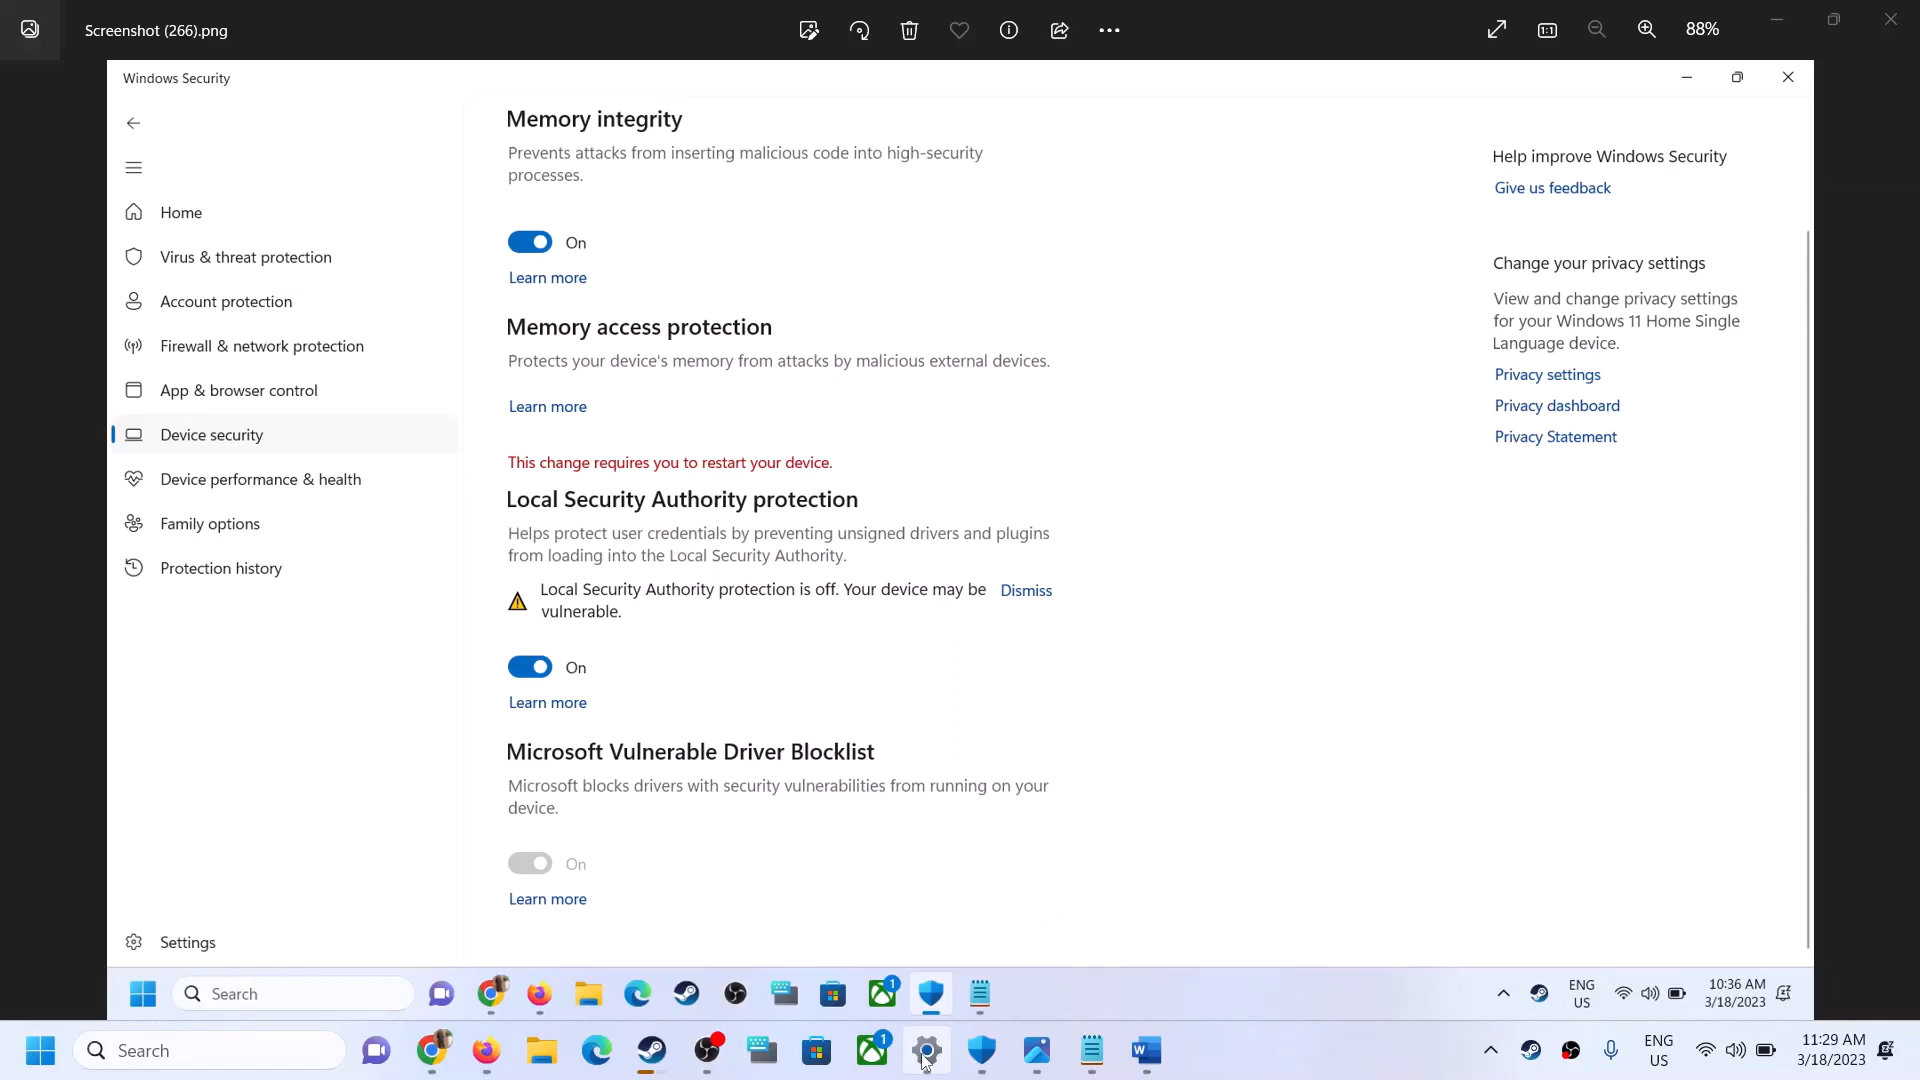 Screenshot (266).png
88%
Windows Security
Home
Virus & threat protection
Account protection
Firewall & network protection
App & browser control
Device security
Device performance & health
Family options
Protection history
Settings
Memory integrity
Prevents attacks from inserting malicious code into high-security
processes.
On
Learn more
Memory access protection
Protects your device's memory from attacks by malicious external devices.
Learn more
This change requires you to restart your device.
Local Security Authority protection
Helps protect user credentials by preventing unsigned drivers and plugins
from loading into the Local Security Authority.
Local Security Authority protection is off. Your device may be
vulnerable.
Dismiss
On
Learn more
Microsoft Vulnerable Driver Blocklist
Microsoft blocks drivers with security vulnerabilities from running on your
device.
On
Learn more
Help improve Windows Security
Give us feedback
Change your privacy settings
View and change privacy settings
for your Windows 11 Home Single
Language device.
Privacy settings
Privacy dashboard
Privacy Statement
Search
1
ENG
US
10:36 AM
3/18/2023
Search
1
ENG
US
11:29 AM
3/18/2023